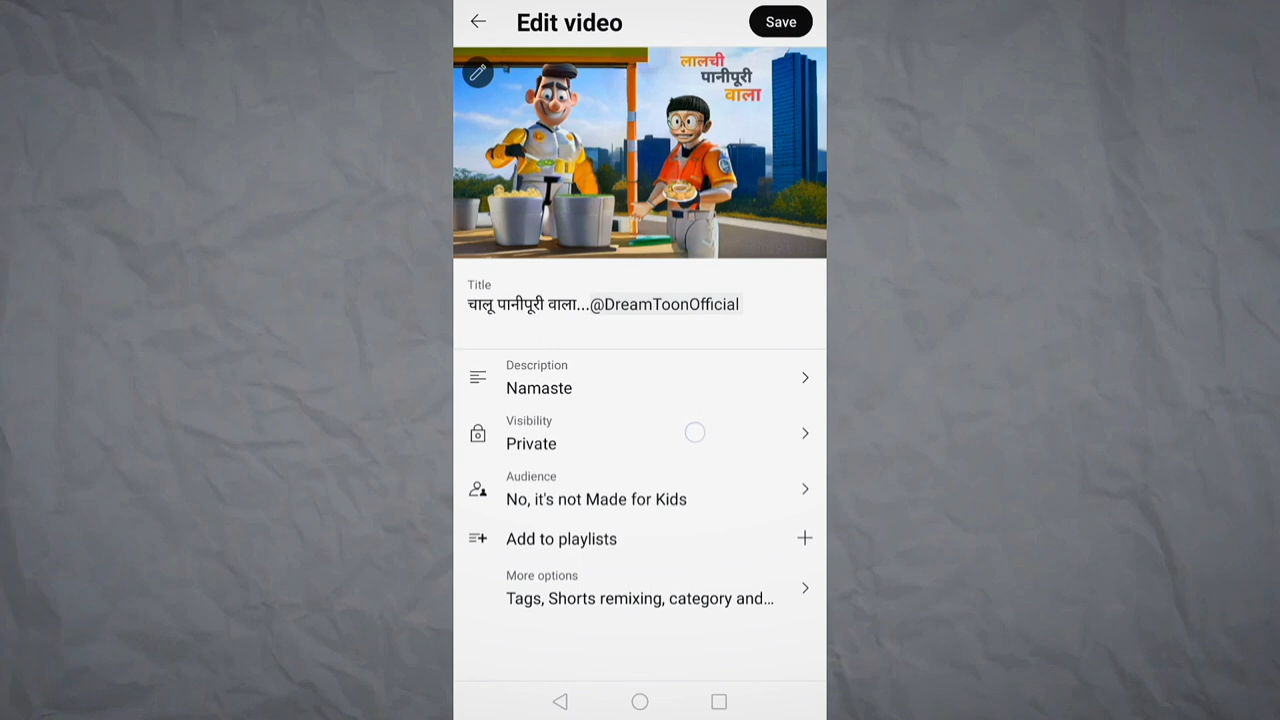 Edit video
Save
लालची
पानीपूरी
वाला
Title
चालू पानीपूरी वाला...@DreamToonOfficial
Description
Namaste
Visibility
Private
Audience
No, it's not Made for Kids
Add to playlists
More options
Tags, Shorts remixing, category and...